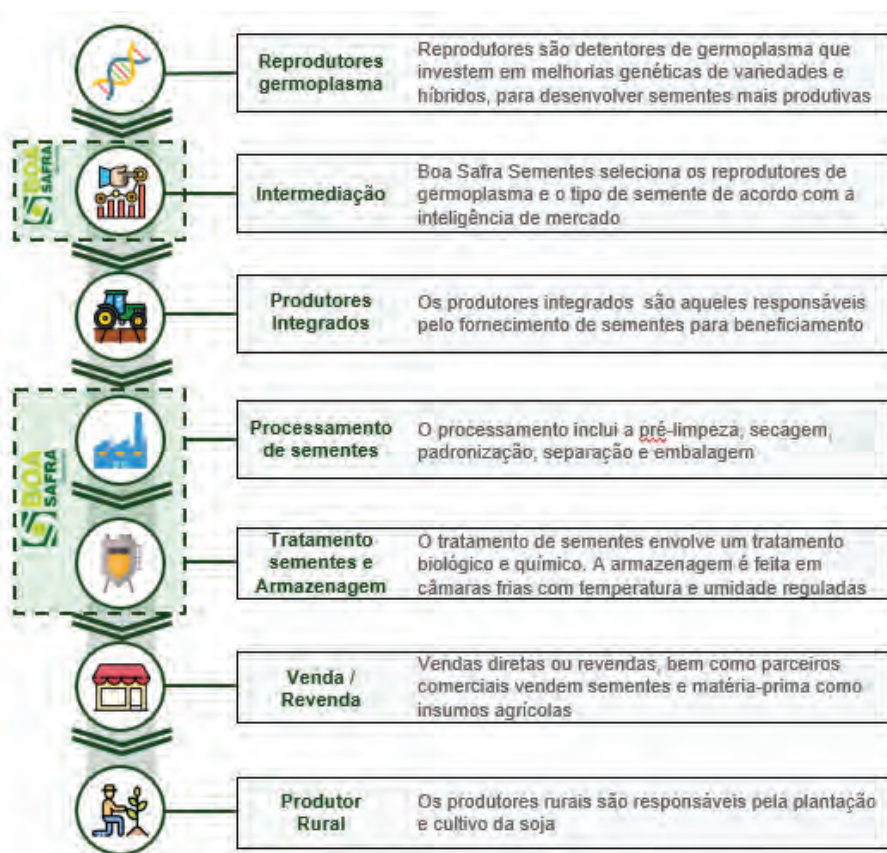 Reprodutores
germoplasma
Reprodutores são detentores de germoplasma que
investem em melhorias genéticas de variedades e
híbridos, para desenvolver sementes mais produtivas
BOA
SAFRA
Intermediação
Boa Safra Sementes seleciona os reprodutores de
germoplasma e o tipo de semente de acordo com a
inteligência de mercado
Produtores
Integrados
Os produtores integrados são aqueles responsáveis
pelo fornecimento de sementes para beneficiamento
BOA
SAFRA
Processamento
de sementes
O processamento inclui a pré-limpeza, secagem,
padronização, separação e embalagem
Tratamento
sementes e
Armazenagem
O tratamento de sementes envolve um tratamento
biológico e químico. A armazenagem é feita em
câmaras frias com temperatura e umidade reguladas
Venda /
Revenda
Vendas diretas ou revendas, bem como parceiros
comerciais vendem sementes e matéria-prima como
insumos agrícolas
Produtor
Rural
Os produtores rurais são responsáveis pela plantação
e cultivo da soja